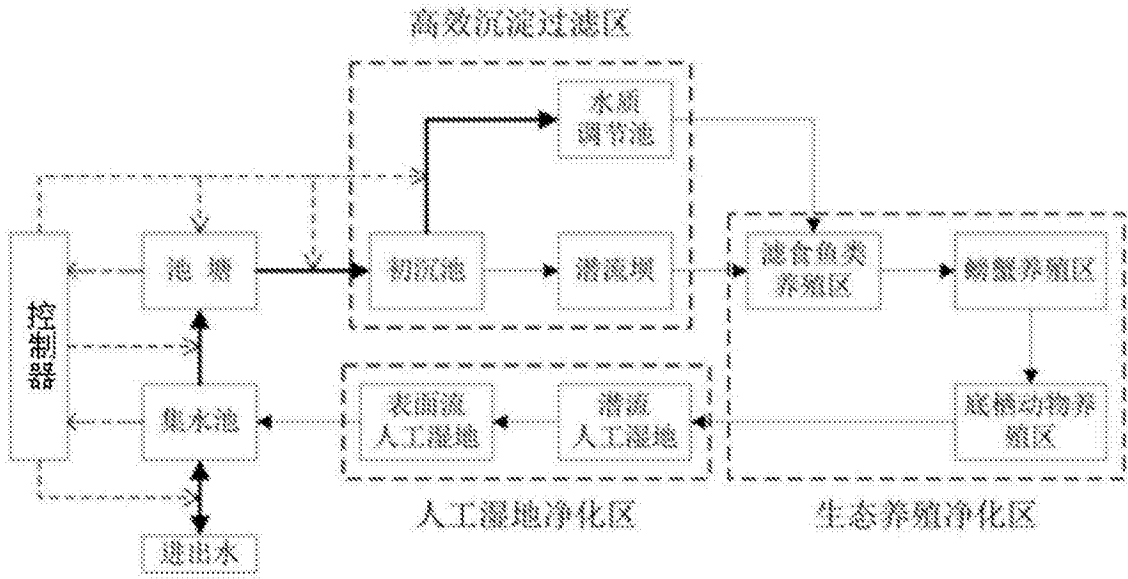 高效沉淀过滤区
水质
调节池
池 塘
初沉池
潜流坝
滤食鱼类
养殖区
螃蟹养殖区
控制器
集水池
表面流
人工湿地
潜流
人工湿地
底栖动物养
殖区
进出水
人工湿地净化区
生态养殖净化区